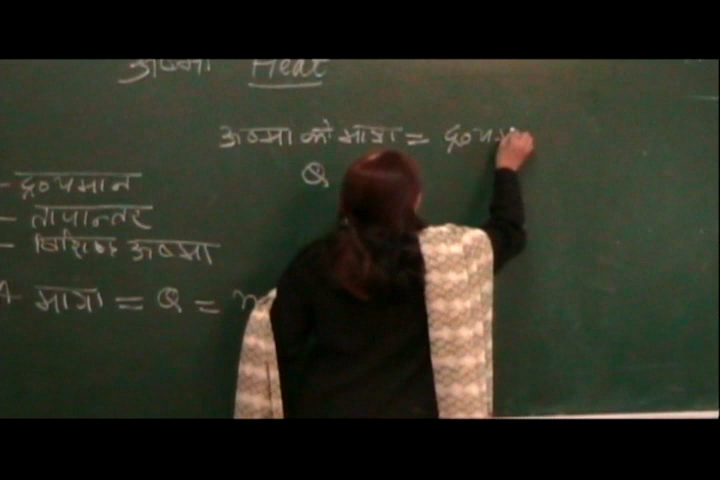 ऊष्मा Heat
ऊष्मा की मात्रा = द्रव्यमा
Q
- द्रव्यमान
- तापान्तर
- विशिष्ट ऊष्मा
मात्रा = Q =